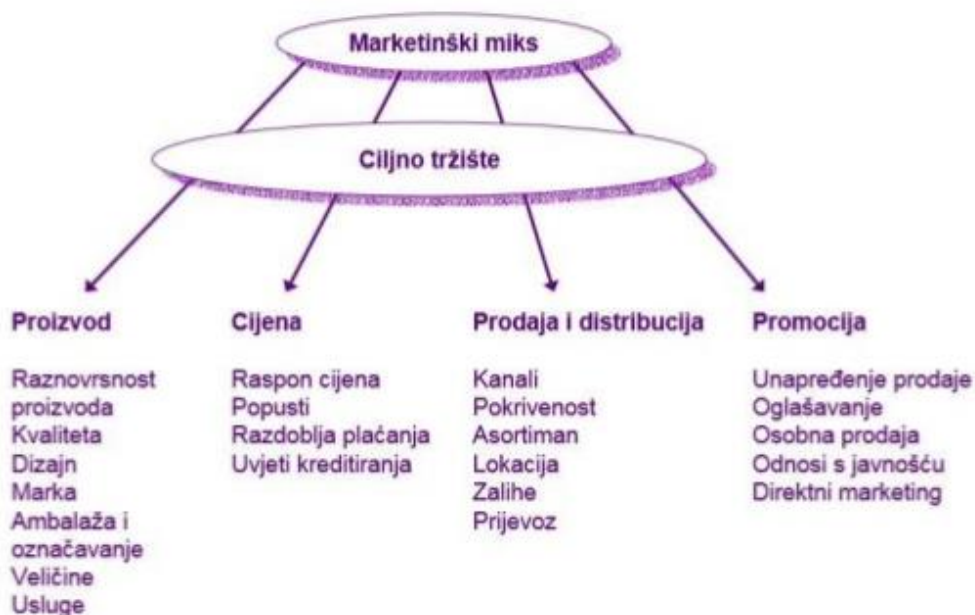 Marketinški miks
Ciljno tržište
Proizvod
Raznovrsnost
proizvoda
Kvaliteta
Dizajn
Marka
Ambalaža i
označavanje
Veličine
Usluge
Cijena
Raspon cijena
Popusti
Razdoblja plaćanja
Uvjeti kreditiranja
Prodaja i distribucija
Kanali
Pokrivenost
Asortiman
Lokacija
Zalihe
Prijevoz
Promocija
Unapređenje prodaje
Oglašavanje
Osobna prodaja
Odnosi s javnošću
Direktni marketing